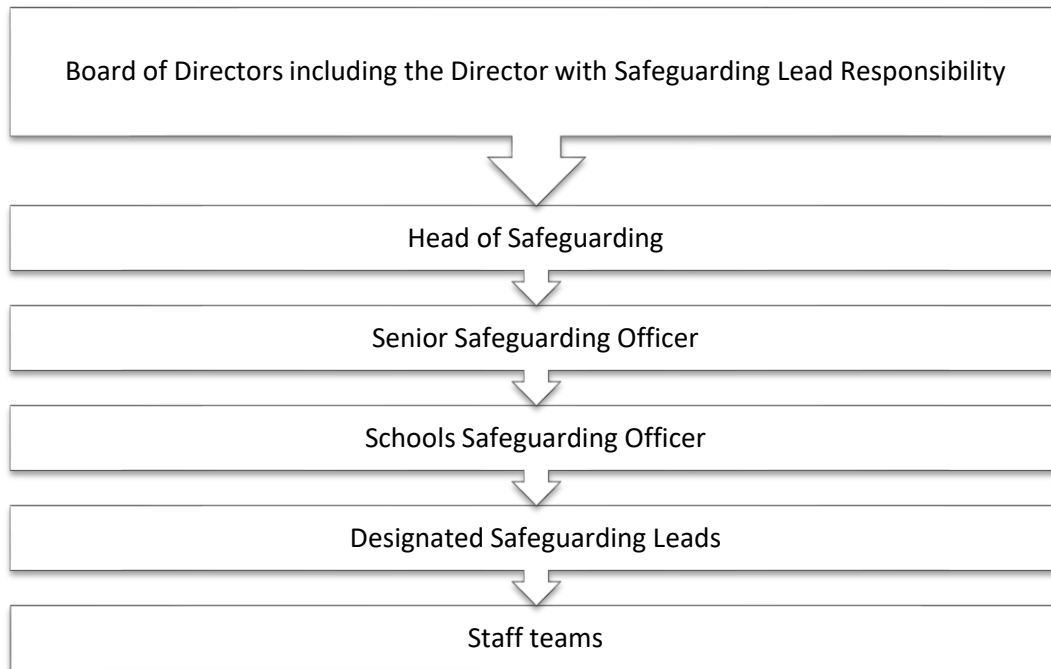 Board of Directors including the Director with Safeguarding Lead Responsibility
Head of Safeguarding
Senior Safeguarding Officer
Schools Safeguarding Officer
Designated Safeguarding Leads
Staff teams